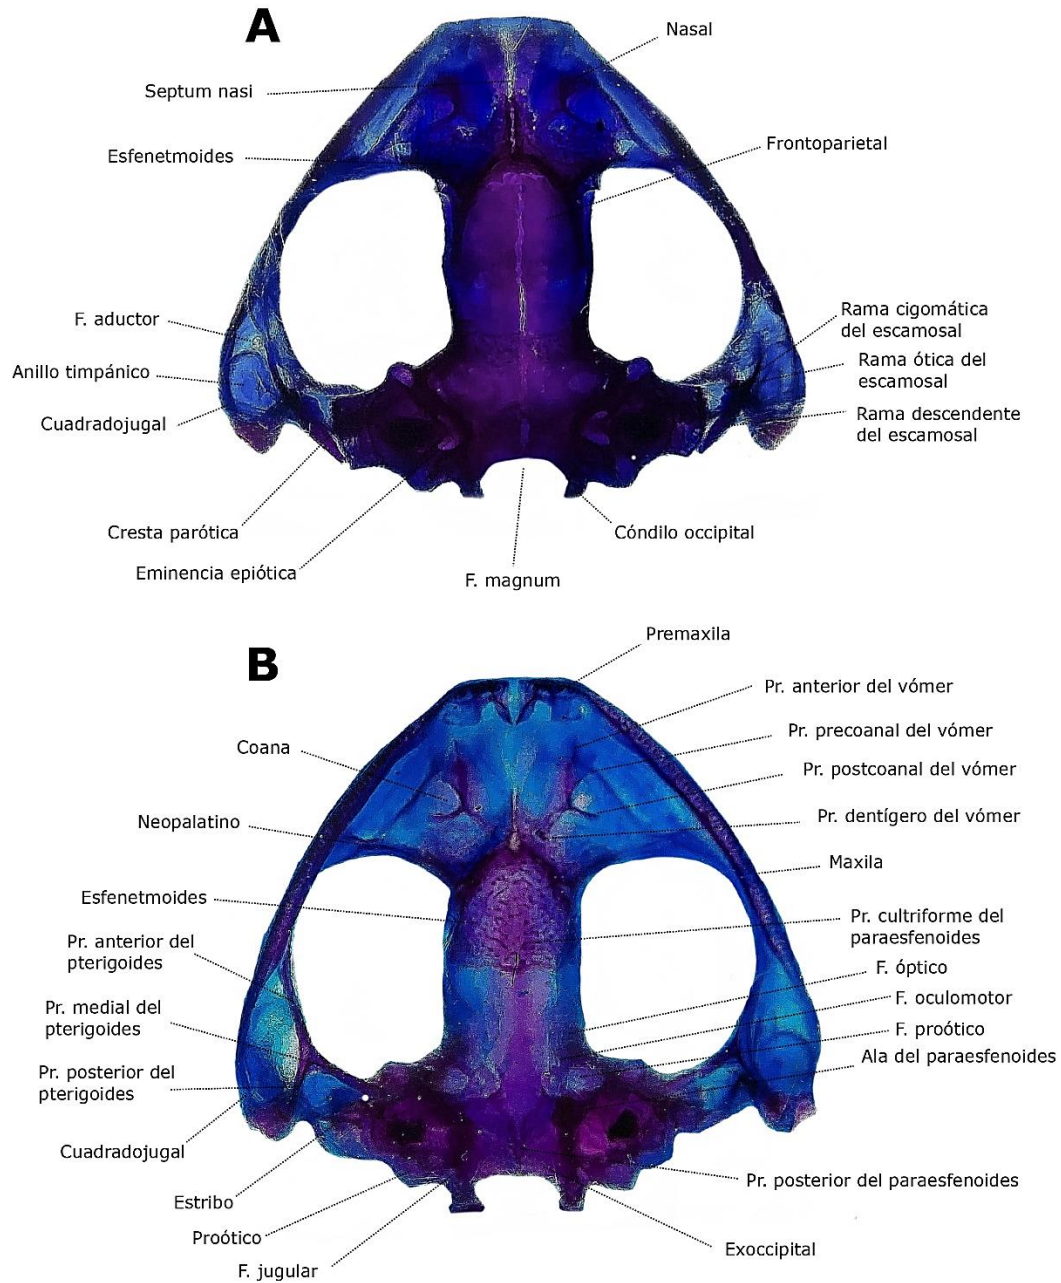 A
Nasal
Septum nasi
Frontoparietal
Esfenetmoides
Rama cigomática
del escamosal
F. aductor
Rama ótica del
escamosal
Anillo timpánico
Rama descendente
del escamosal
Cuadradojugal
Cresta parótica
Cóndilo occipital
Eminencia epiótica
F. magnum
B
Premaxila
Pr. anterior del vómer
Pr. precoanal del vómer
Coana
Pr. postcoanal del vómer
Neopalatino
Pr. dentígero del vómer
Maxila
Esfenetmoides
Pr. cultriforme del
paraesfenoides
Pr. anterior del
pterigoides
F. óptico
F. oculomotor
Pr. medial del
pterigoides
F. proótico
Ala del paraesfenoides
Pr. posterior del
pterigoides
Cuadradojugal
Pr. posterior del paraesfenoides
Estribo
Proótico
Exoccipital
F. jugular